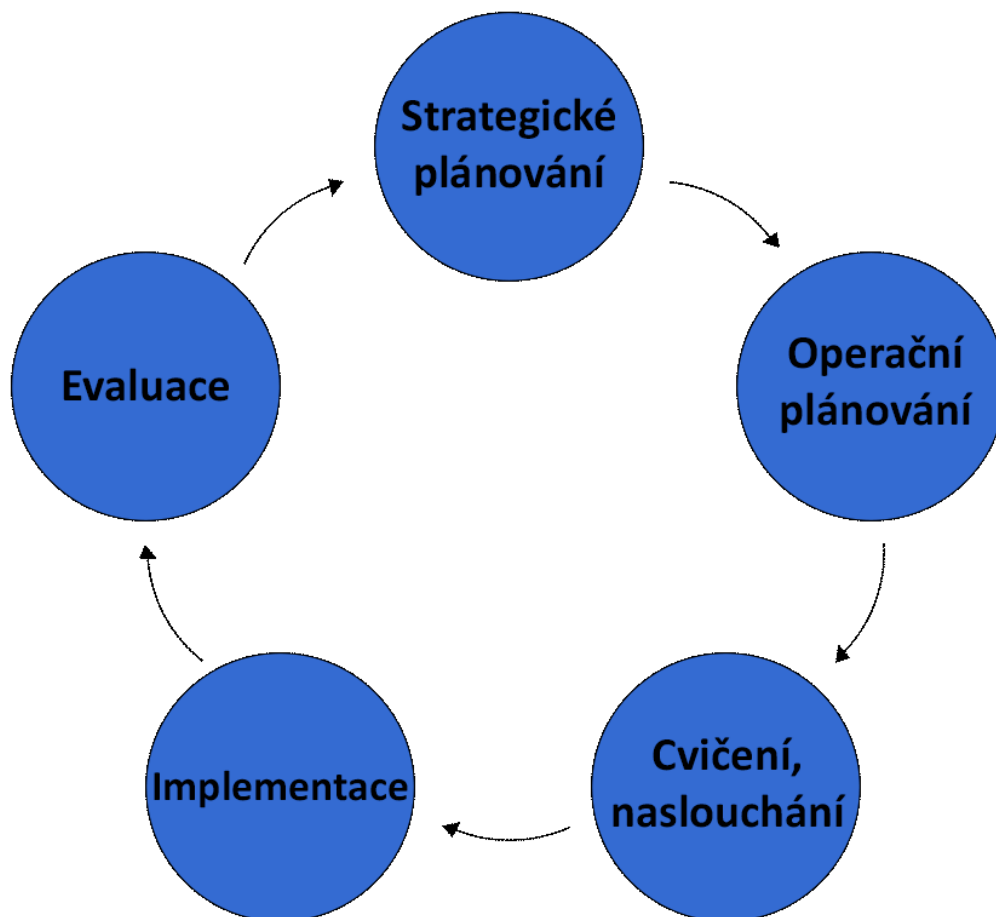 Strategické
plánování
Operační
plánování
Cvičení,
naslouchání
Implementace
Evaluace